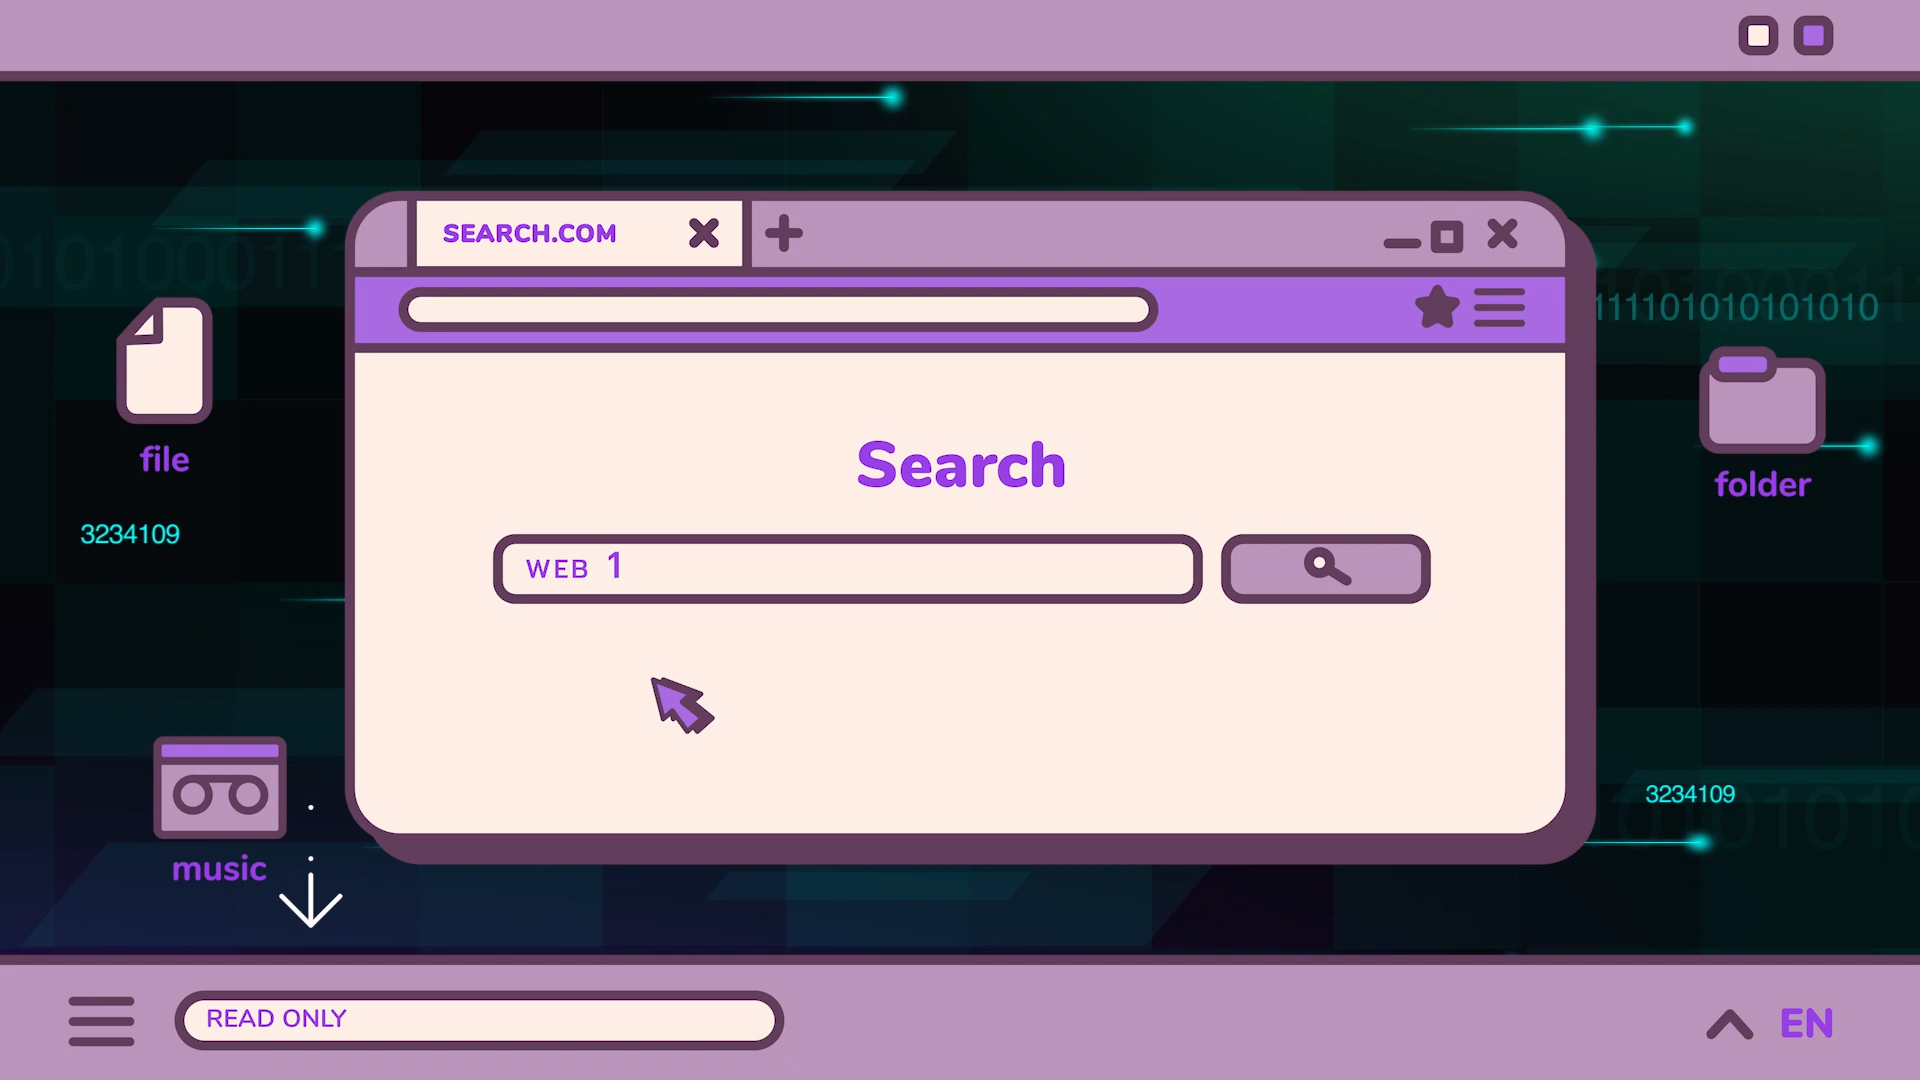 SEARCH.COM
111101010101010
file
Search
folder
3234109
WEB 1
3234109
music
READ ONLY
EN